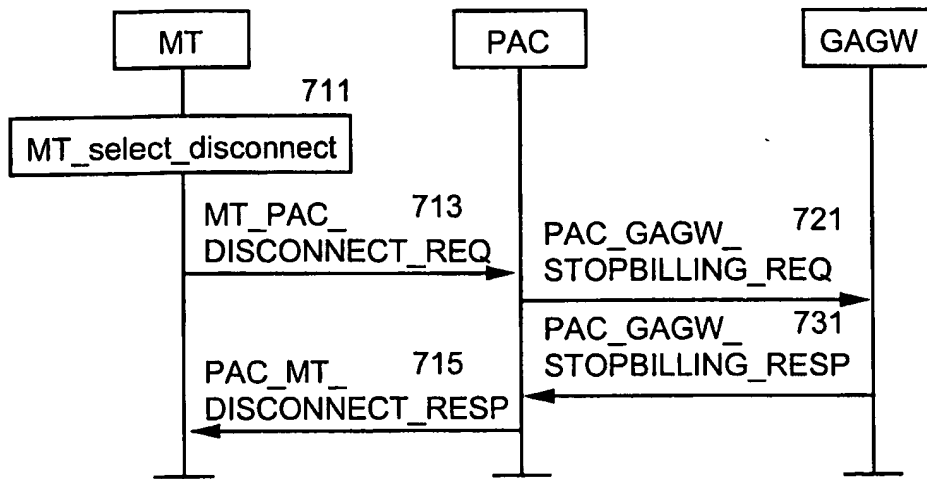 MT
PAC
GAGW
711
MT_select_disconnect
MT_PAC_ 713
DISCONNECT_REQ
PAC_GAGW_ 721
STOPBILLING_REQ
PAC_GAGW_ 731
STOPBILLING_RESP
PAC_MT_ 715
DISCONNECT_RESP